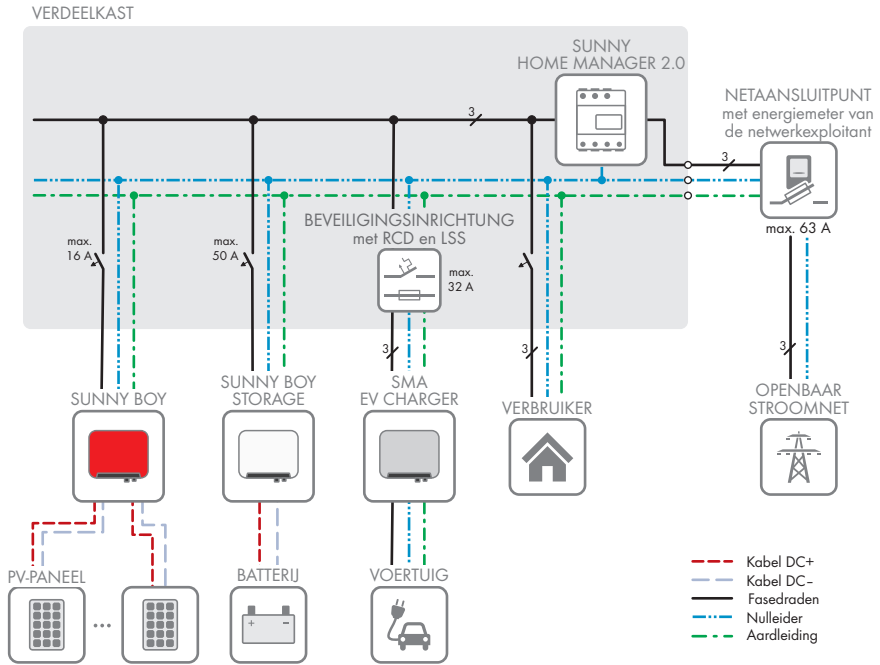 VERDEELKAST
SUNNY
HOME MANAGER 2.0
NETAANSLUITPUNT
met energiemeter van
de netwerkexploitant
3
3
BEVEILIGINGSINRICHTING
met RCD en LSS
max.
16 A
max.
50 A
max.
32 A
max. 63 A
3
3
3
SUNNY BOY
SUNNY BOY
STORAGE
SMA
EV CHARGER
VERBRUIKER
OPENBAAR
STROOMNET
PV-PANEEL
...
BATTERIJ
+ −
VOERTUIG
Kabel DC+
Kabel DC−
Fasedraden
Nulleider
Aardleiding